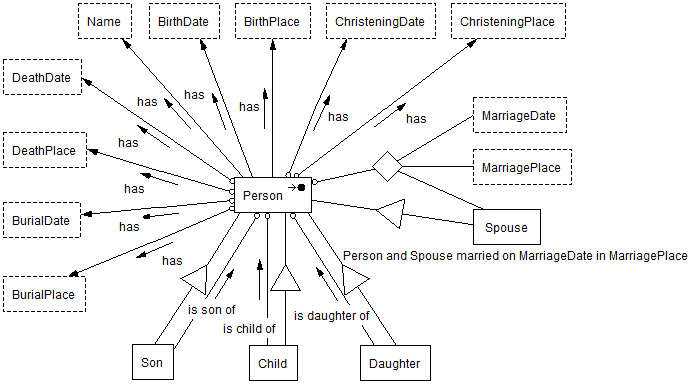 Name
BirthDate
BirthPlace
ChristeningDate
ChristeningPlace
DeathDate
has
has
has
has
has
MarriageDate
has
DeathPlace
MarriagePlace
has
Person
BurialDate
has
Spouse
has
Person and Spouse married on MarriageDate in MarriagePlace
BurialPlace
is son of
is daughter of
is child of
Son
Child
Daughter